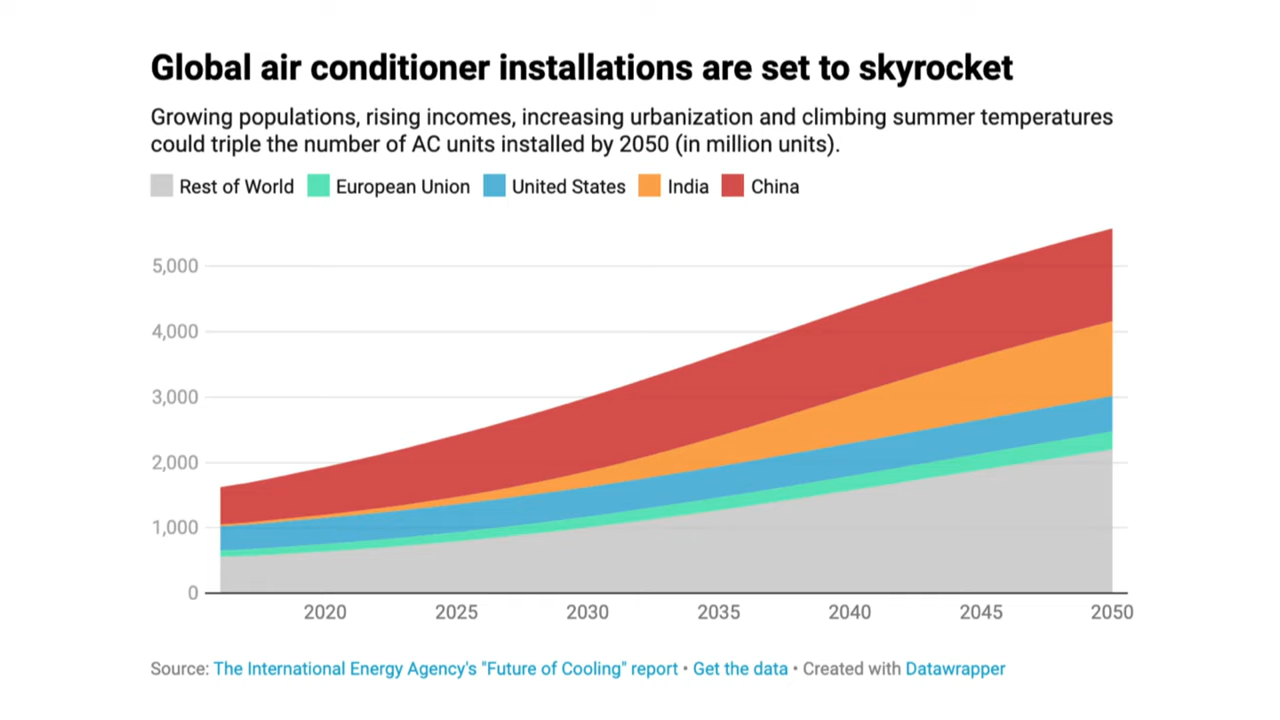 Global air conditioner installations are set to skyrocket
Growing populations, rising incomes, increasing urbanization and climbing summer temperatures
could triple the number of AC units installed by 2050 (in million units).
Rest of World European Union United States India China
5,000
4,000
3,000
2,000
1,000
0
2020 2025 2030 2035 2040 2045 2050
Source: The International Energy Agency's "Future of Cooling" report • Get the data • Created with Datawrapper